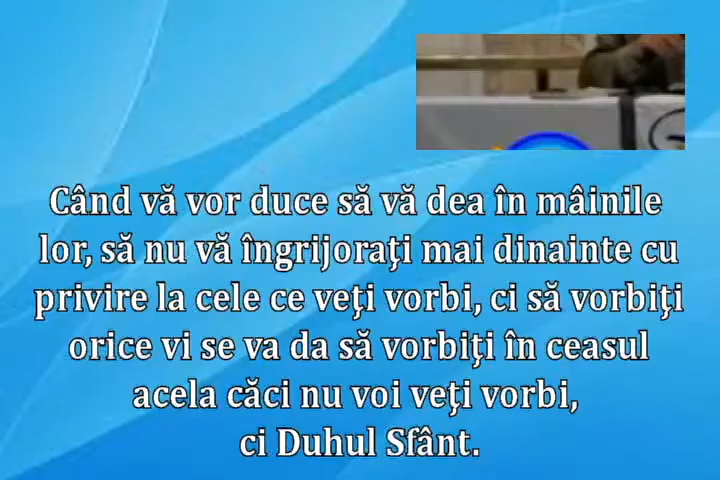 Când vă vor duce să vă dea în mâinile
lor, să nu vă îngrijoraţi mai dinainte cu
privire la cele ce veţi vorbi, ci să vorbiţi
orice vi se va da să vorbiţi în ceasul
acela căci nu voi veţi vorbi,
ci Duhul Sfânt.